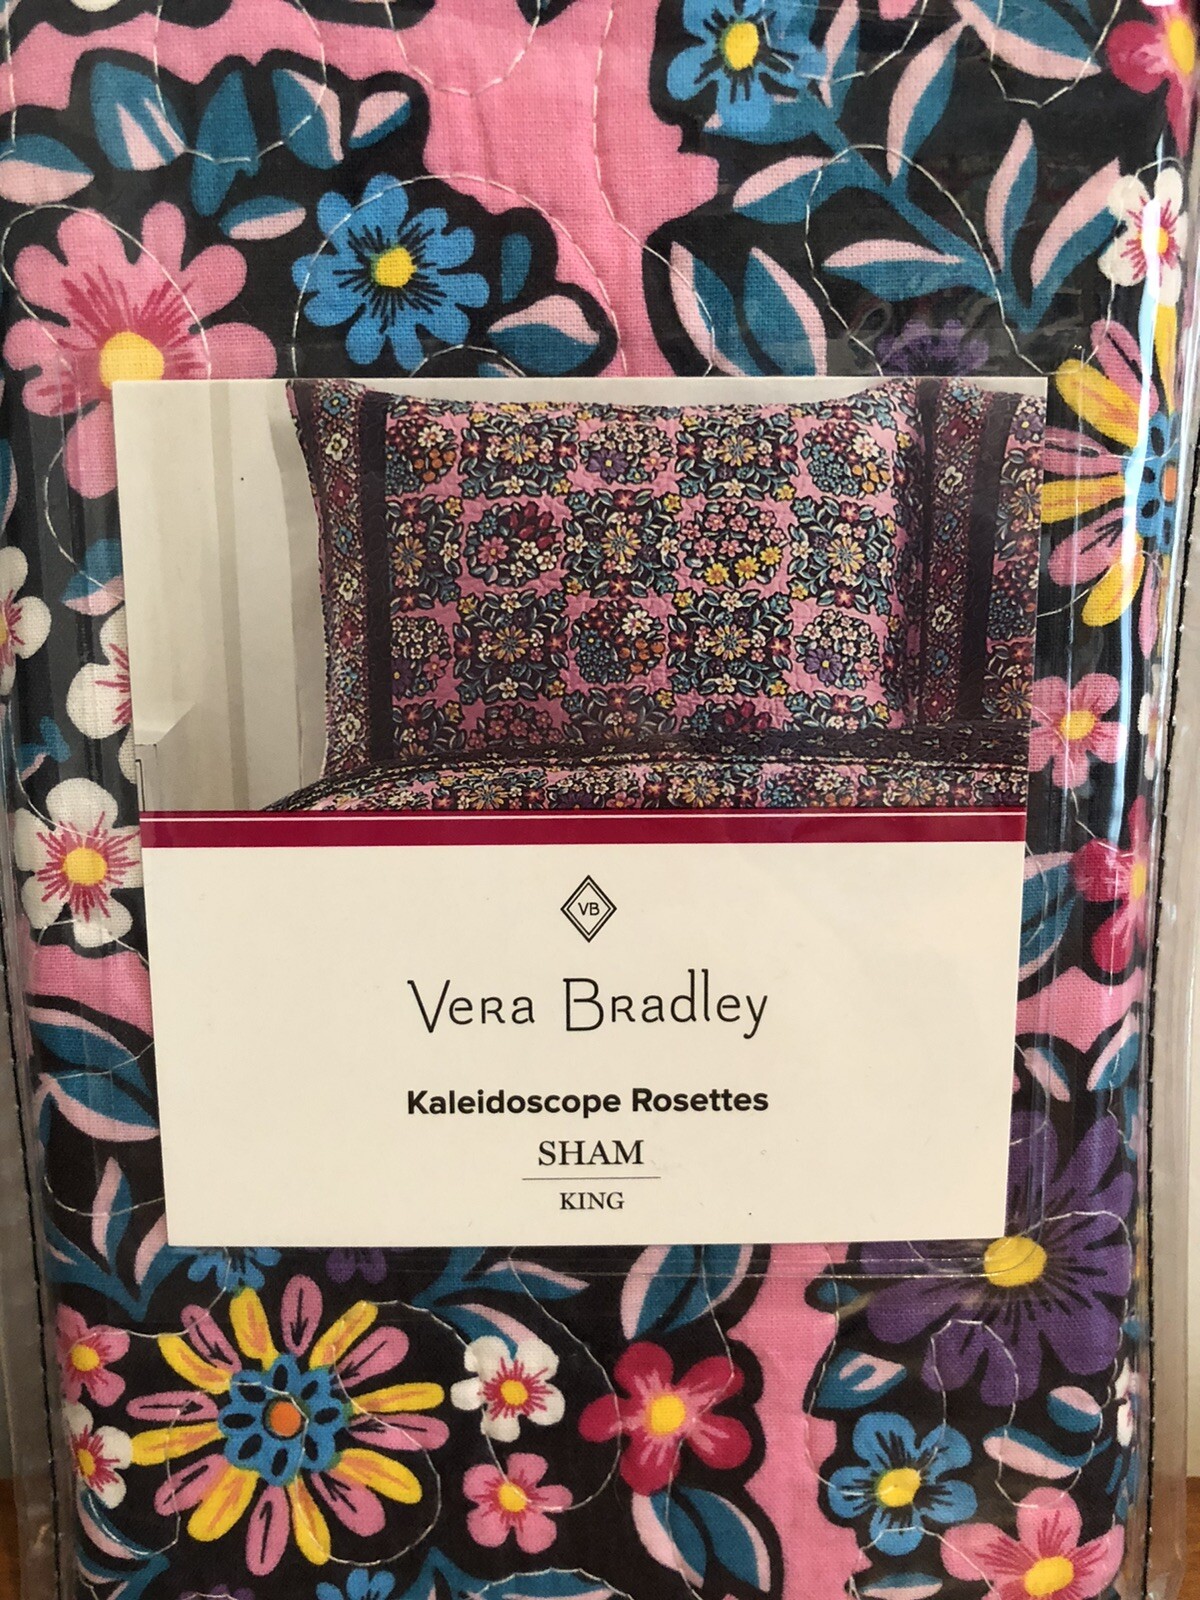 VB
Vera Bradley
Kaleidoscope Rosettes
SHAM
KING